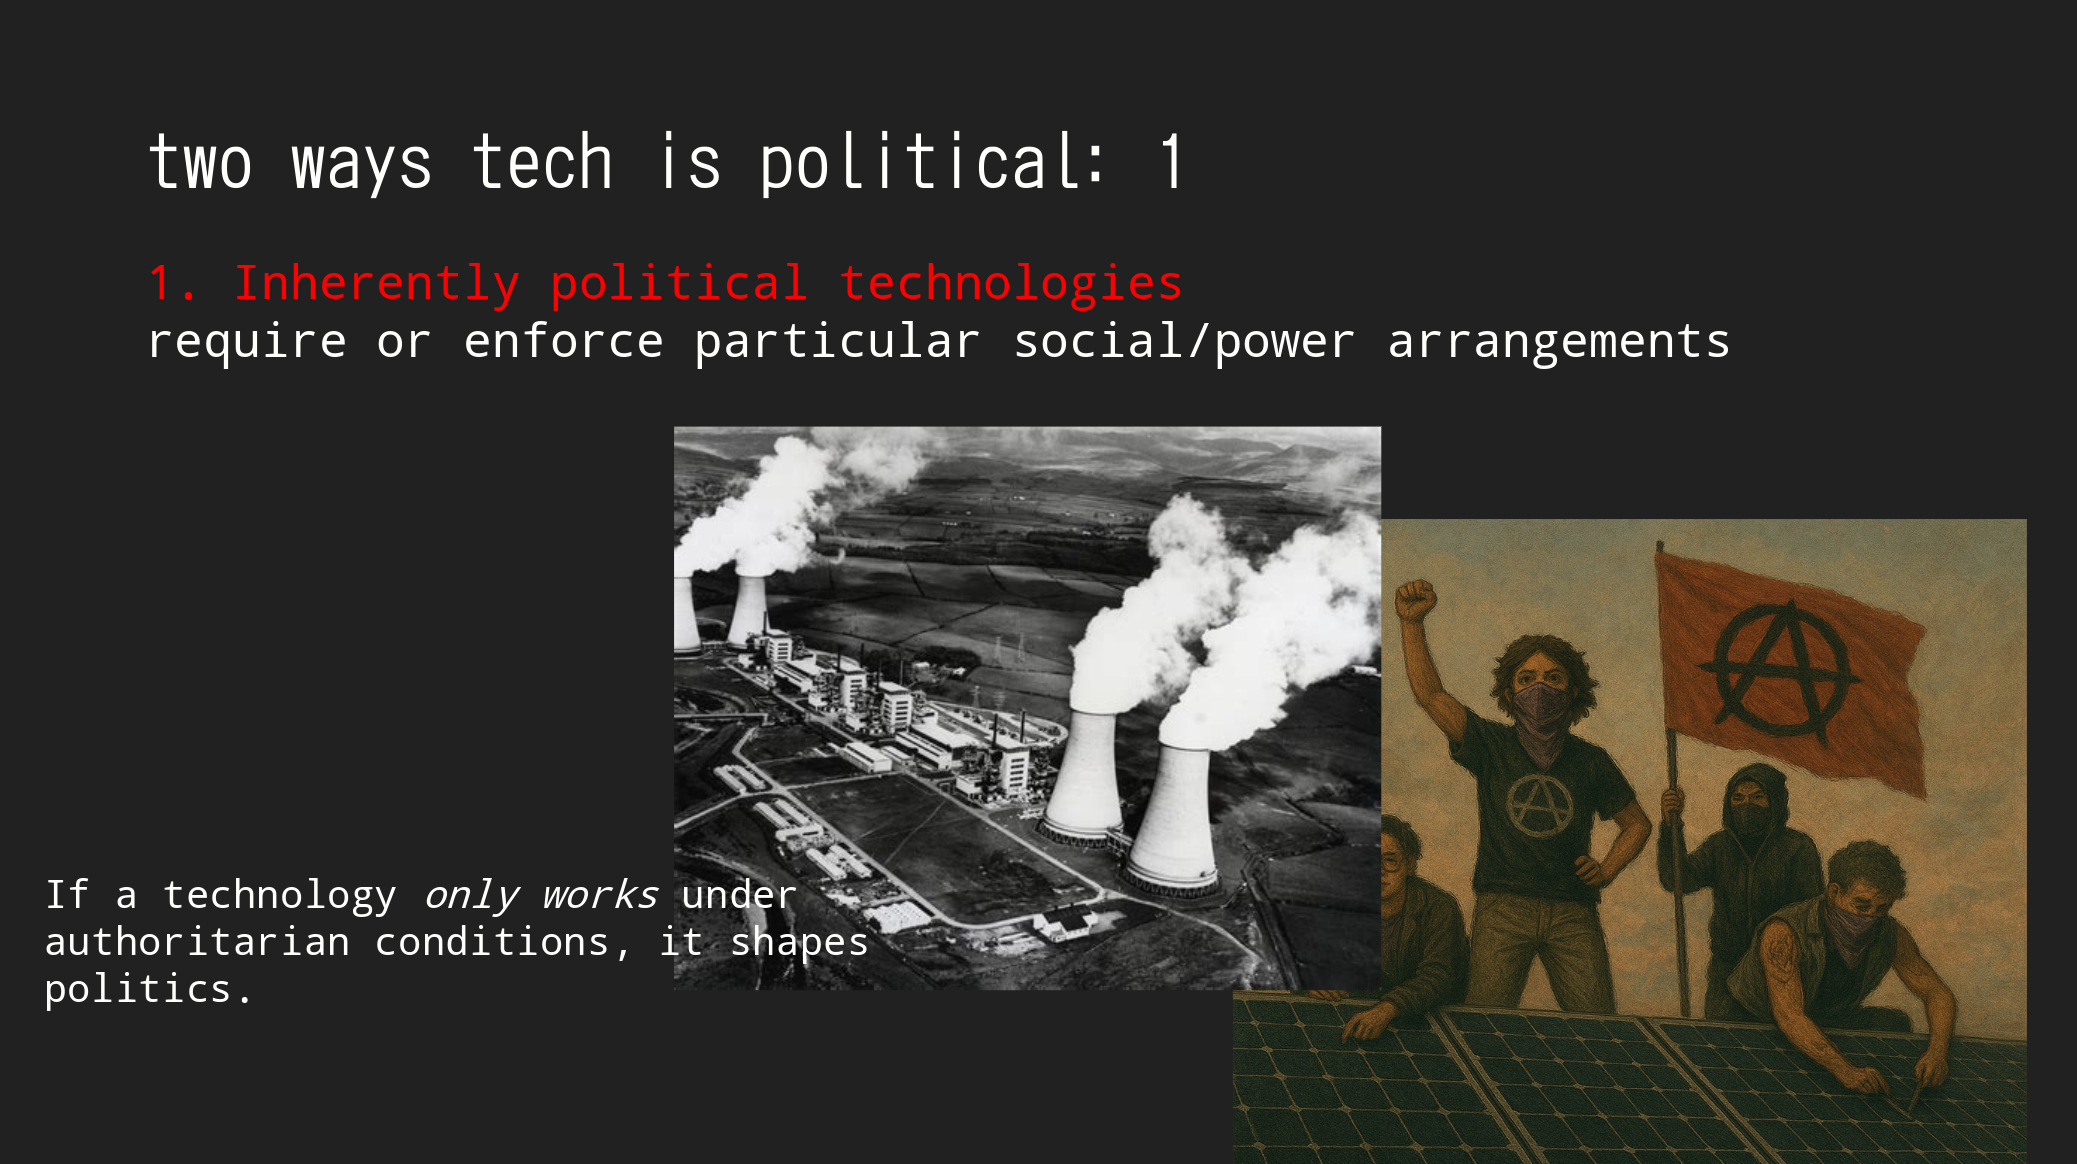 two ways tech is political: 1
1. Inherently political technologies
require or enforce particular social/power arrangements
If a technology only works under
authoritarian conditions, it shapes
politics.